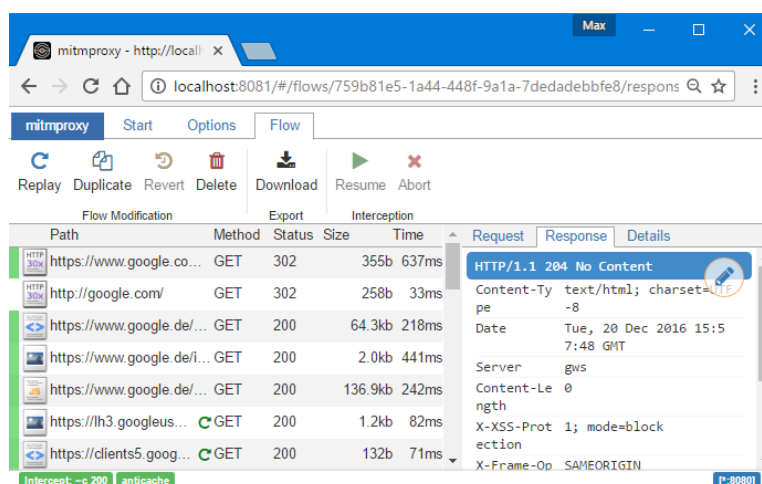 Max
mitmproxy - http://localh
localhost:8081/#/flows/759b81e5-1a44-448f-9a1a-7dedadebbfe8/respons
mitmproxy Start Options Flow
Replay Duplicate Revert Delete Download Resume Abort
Flow Modification Export Interception
Path Method Status Size Time Request Response Details
HTTP/1.1 204 No Content
HTTP 30x https://www.google.co... GET 302 355b 637ms
Content-Ty text/html; charset=UTF
pe -8
HTTP 30x http://google.com/ GET 302 258b 33ms
Date Tue, 20 Dec 2016 15:5
7:48 GMT
https://www.google.de/... GET 200 64.3kb 218ms
https://www.google.de/i... GET 200 2.0kb 441ms
Server gws
Content-Le 0
ngth
JS https://www.google.de/... GET 200 136.9kb 242ms
https://lh3.googleus... GET 200 1.2kb 82ms
X-XSS-Prot 1; mode=block
ection
https://clients5.goog... GET 200 132b 71ms
X-Frame-Op SAMEORIGIN
Intercept: ~c 200 anticache [*:8080]